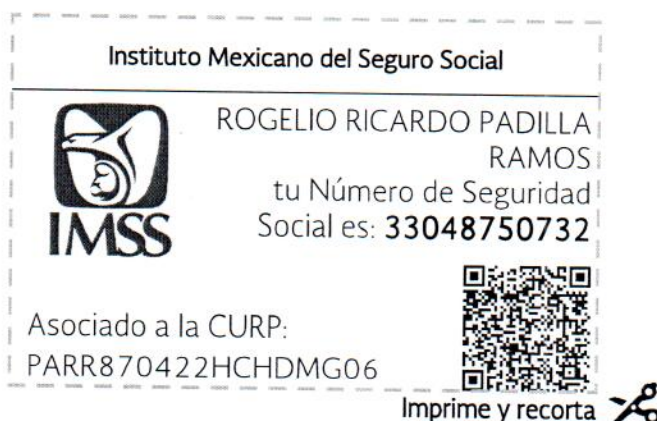 Instituto Mexicano del Seguro Social
ROGELIO RICARDO PADILLA
RAMOS
tu Número de Seguridad
Social es: 33048750732
IMSS
Asociado a la CURP:
PARR870422HCHDMG06
Imprime y recorta